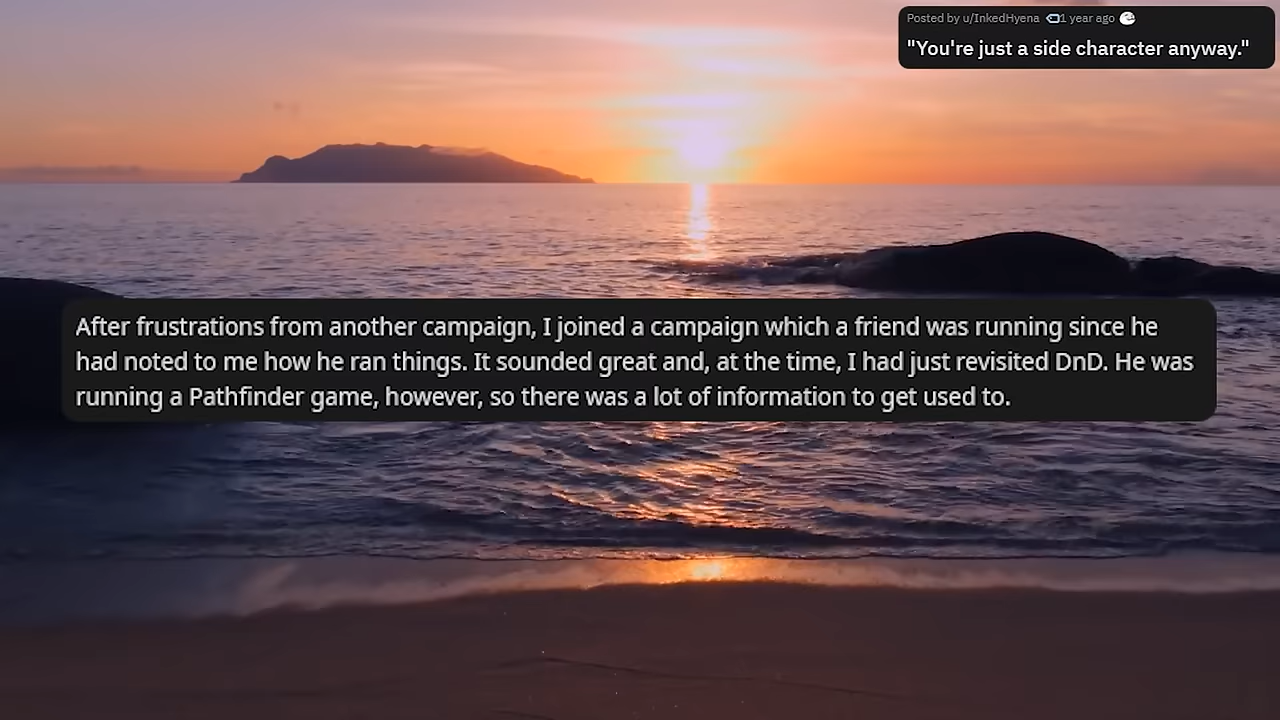 Posted by u/InkedHyena 1 year ago
"You're just a side character anyway."
After frustrations from another campaign, I joined a campaign which a friend was running since he
had noted to me how he ran things. It sounded great and, at the time, I had just revisited DnD. He was
running a Pathfinder game, however, so there was a lot of information to get used to.